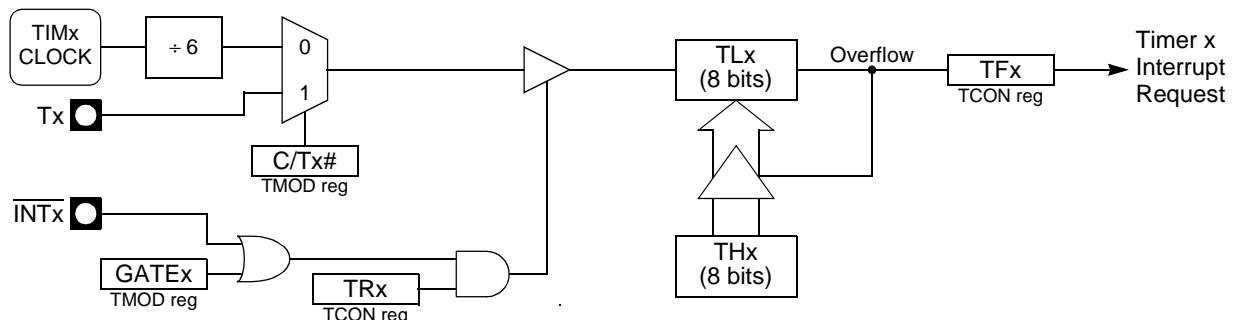 TIMx
CLOCK
÷ 6
0
1
Tx
C/Tx#
TMOD reg
INTx
GATEx
TMOD reg
TRx
TCON reg
TLx
(8 bits)
Overflow
TFx
TCON reg
Timer x
Interrupt
Request
THx
(8 bits)